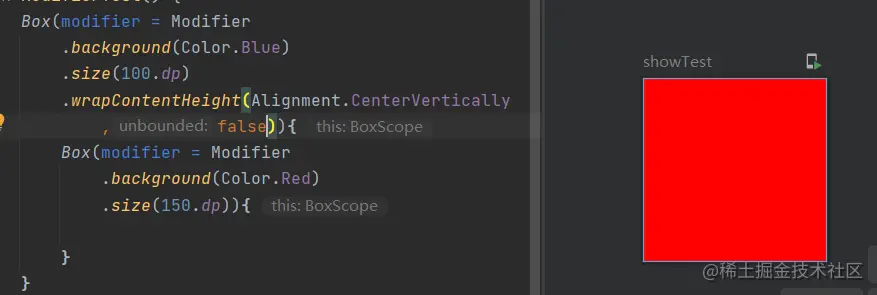 Box(modifier = Modifier
.background(Color.Blue)
.size(100.dp)
.wrapContentHeight(Alignment.CenterVertically
, unbounded: false)){ this: BoxScope
Box(modifier = Modifier
.background(Color.Red)
.size(150.dp)){ this: BoxScope
}
}
showTest
@稀土掘金技术社区